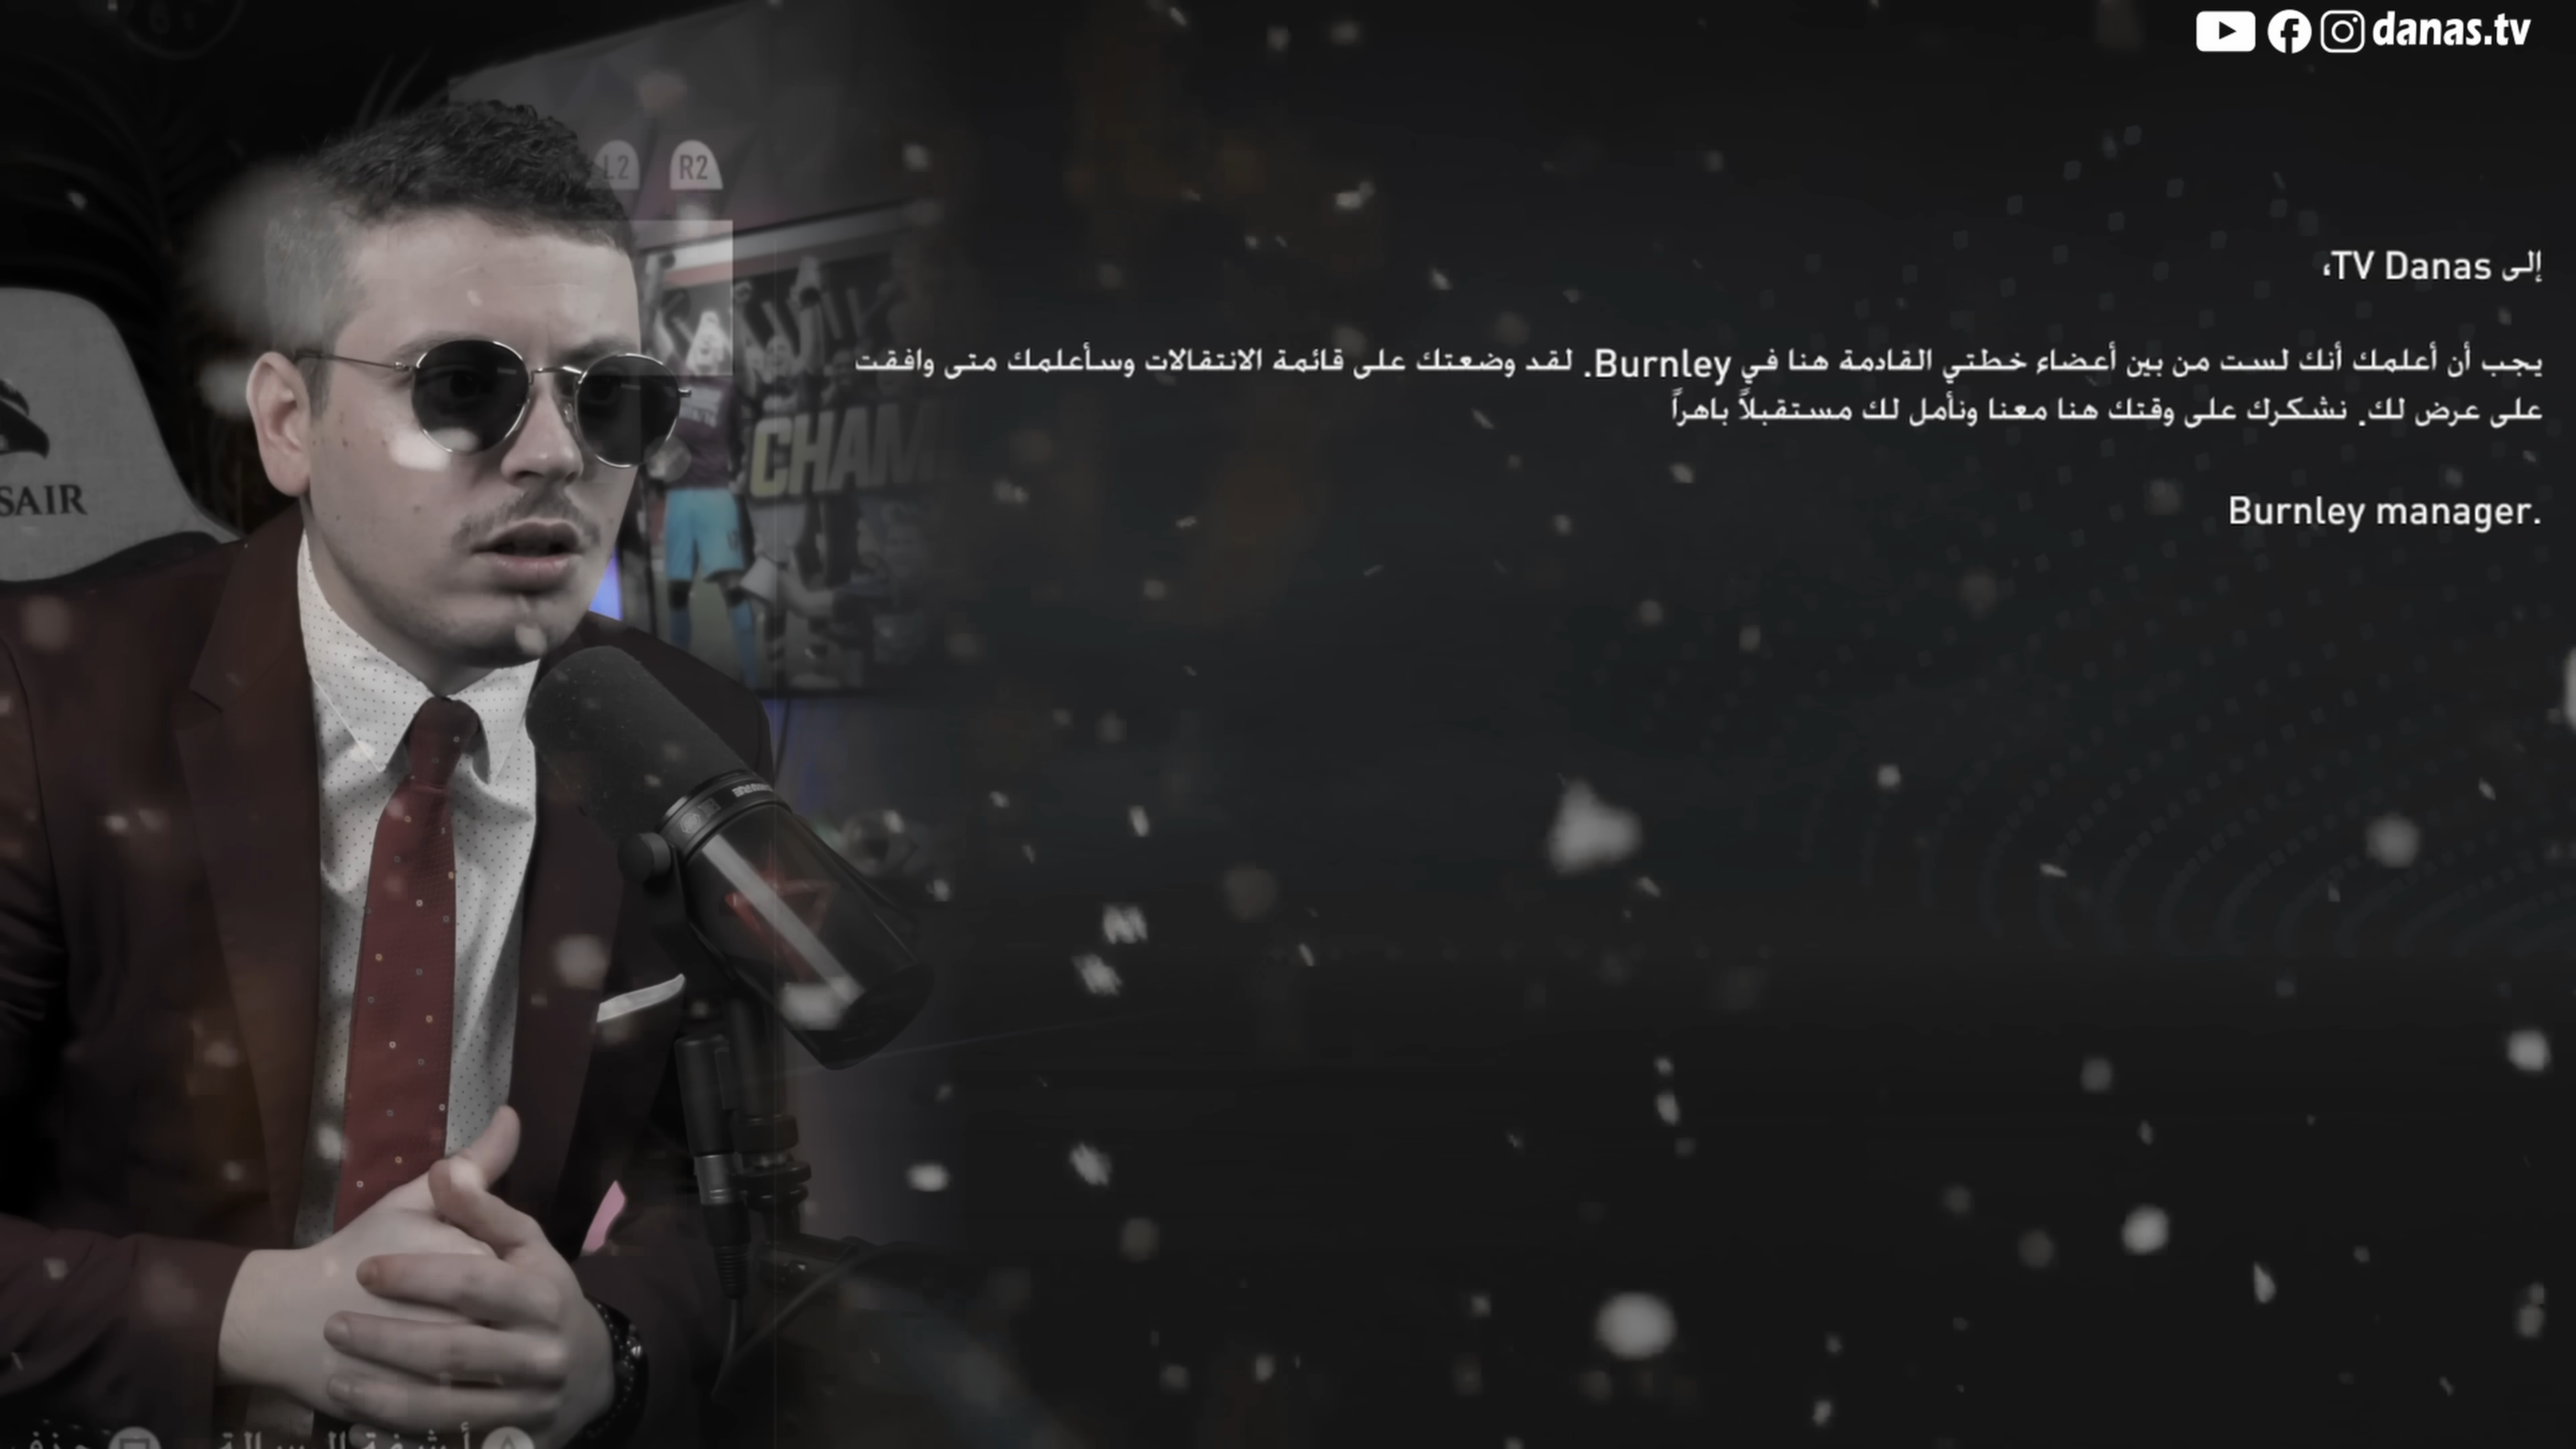 danas.tv
L2 R2
إلى TV Danas،
يجب أن أعلمك أنك لست من بين أعضاء خطتي القادمة هنا في Burnley. لقد وضعتك على قائمة الانتقالات وسأعلمك متى وافقت
على عرض لك. نشكرك على وقتك هنا معنا ونأمل لك مستقبلاً باهراً
CHAM
SAIR
Burnley manager.